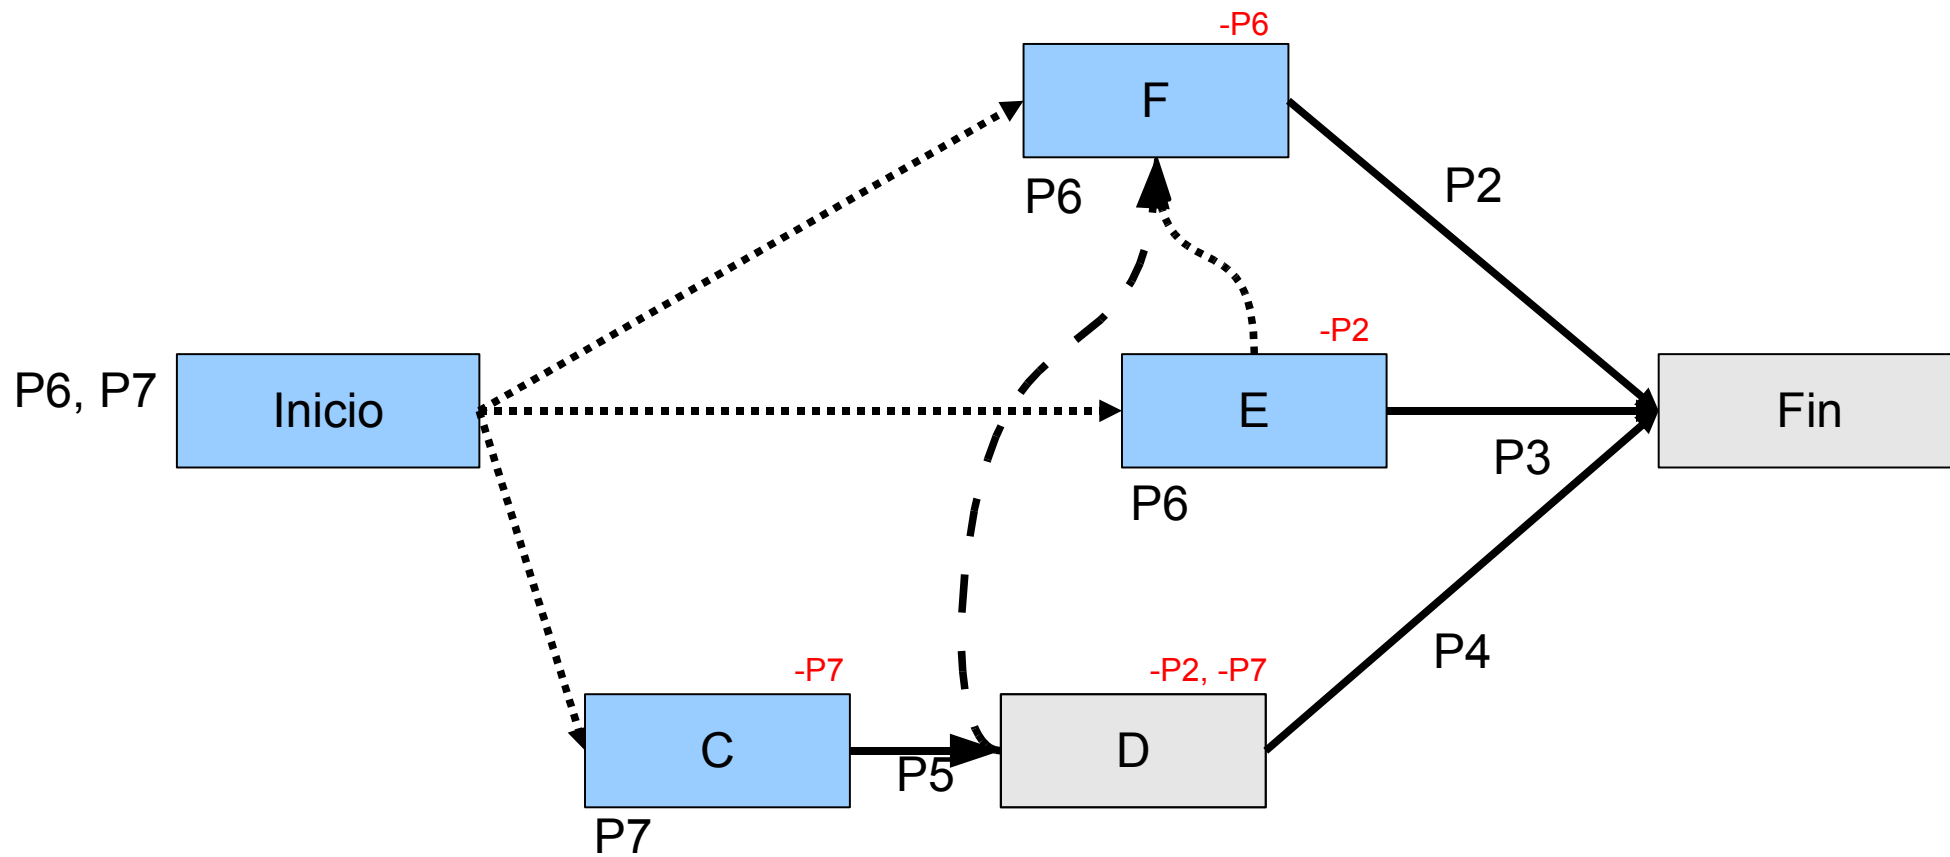 -P6
F
P6
P2
-P2
P6, P7
Inicio
E
Fin
P3
P6
P4
-P7
-P2, -P7
C
P5
D
P7